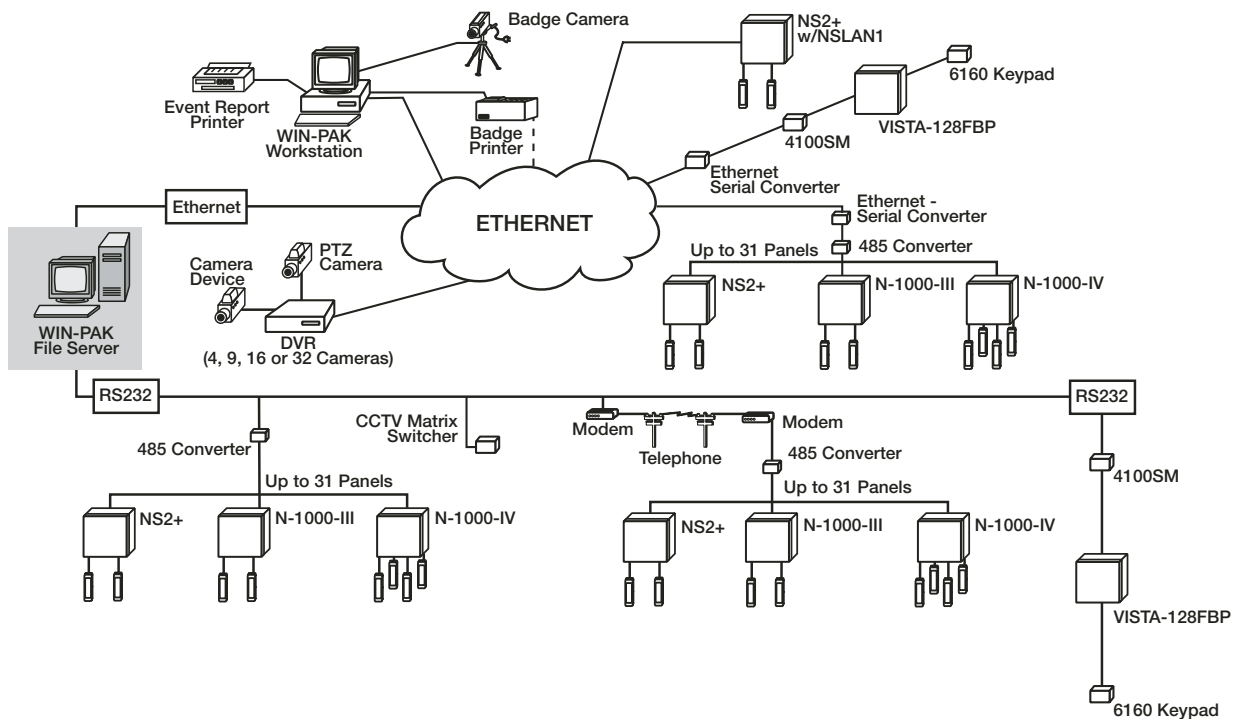 Badge Camera
NS2+
w/NSLAN1
6160 Keypad
Event Report
Printer
WIN-PAK
Workstation
Badge
Printer
VISTA-128FBP
4100SM
Ethernet
Serial Converter
Ethernet
ETHERNET
Ethernet -
Serial Converter
485 Converter
Up to 31 Panels
NS2+
N-1000-III
N-1000-IV
PTZ
Camera
Camera
Device
DVR
(4, 9, 16 or 32 Cameras)
WIN-PAK
File Server
RS232
RS232
485 Converter
CCTV Matrix
Switcher
Modem
Telephone
Modem
485 Converter
4100SM
Up to 31 Panels
Up to 31 Panels
NS2+
N-1000-III
N-1000-IV
NS2+
N-1000-III
N-1000-IV
VISTA-128FBP
6160 Keypad